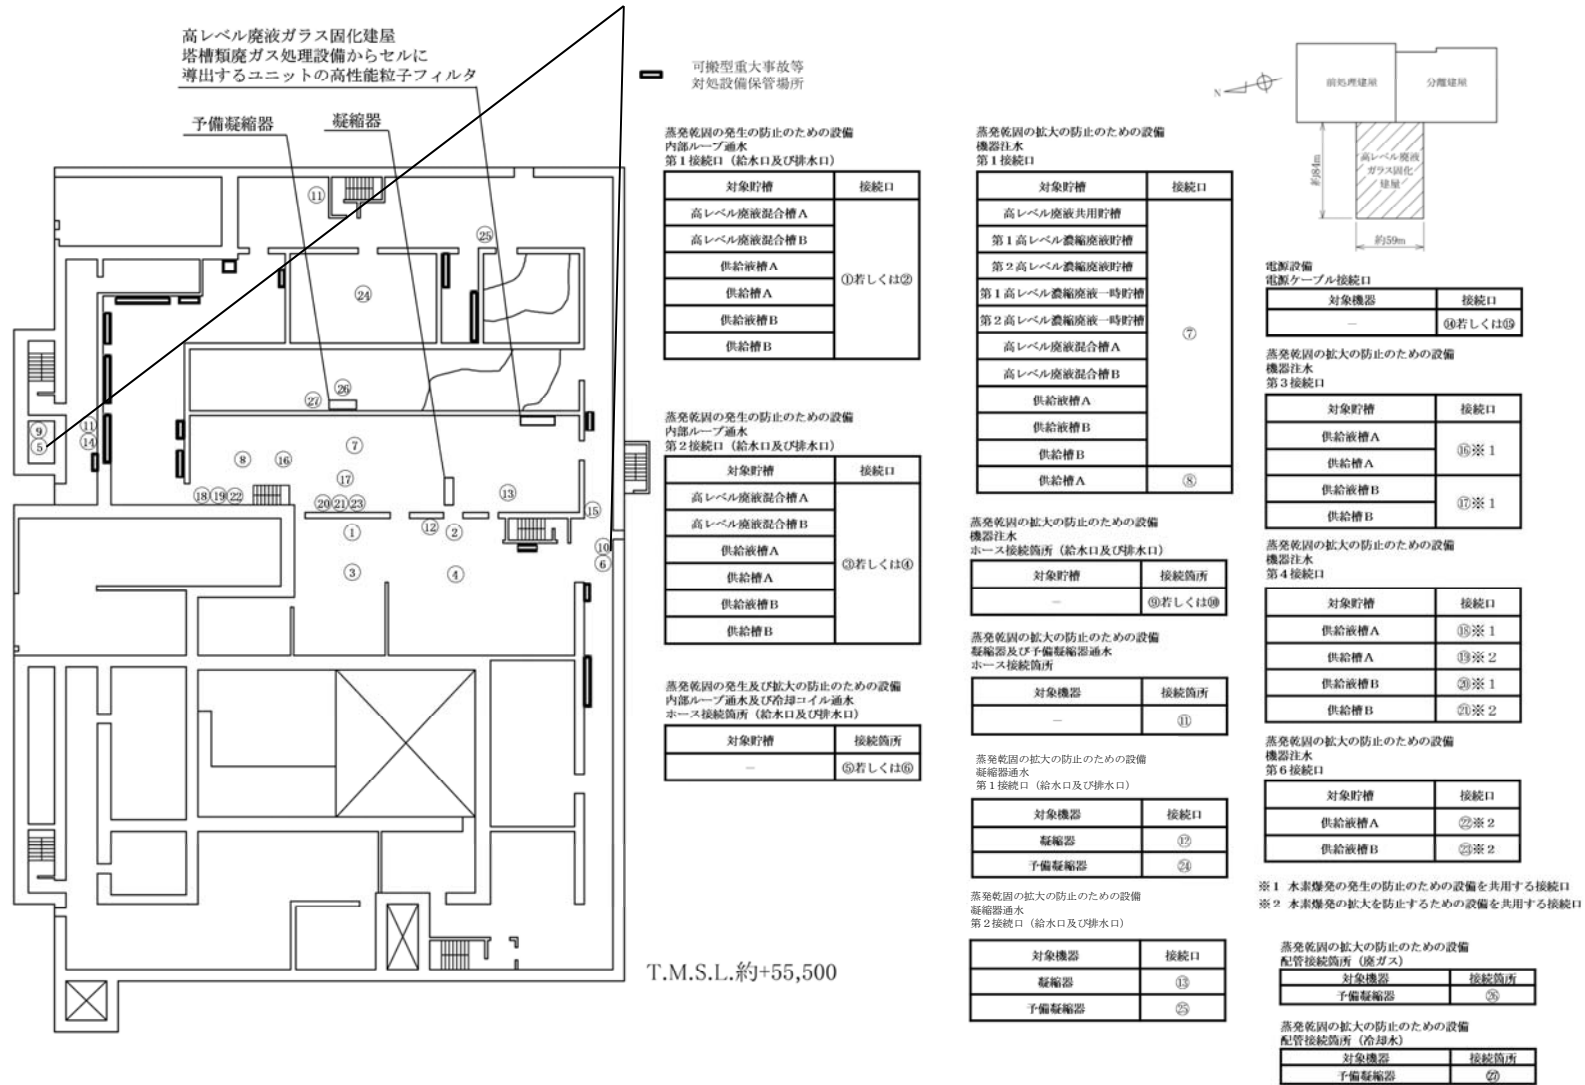 高レベル廃液ガラス固化建屋
塔槽類廃ガス処理設備からセルに
導出するユニットの高性能粒子フィルタ
予備凝縮器
凝縮器
⑪
㉕
㉔
㉖
㉗
⑨
⑤
⑪
⑭
⑦
⑧
⑯
⑰
⑱⑲㉒
⑳㉑㉓
⑬
⑮
①
⑫
②
⑩
⑥
③
④
T.M.S.L.約+55,500
可搬型重大事故等
対処設備保管場所
蒸発乾固の発生の防止のための設備
内部ループ通水
第1接続口（給水口及び排水口）
対象貯槽 接続口
高レベル廃液混合槽A
高レベル廃液混合槽B
供給液槽A
供給槽A
供給液槽B
供給槽B
①若しくは②
蒸発乾固の発生の防止のための設備
内部ループ通水
第2接続口（給水口及び排水口）
対象貯槽 接続口
高レベル廃液混合槽A
高レベル廃液混合槽B
供給液槽A
供給槽A
供給液槽B
供給槽B
③若しくは④
蒸発乾固の発生及び拡大の防止のための設備
内部ループ通水及び冷却コイル通水
ホース接続箇所（給水口及び排水口）
対象貯槽 接続箇所
－ ⑤若しくは⑥
蒸発乾固の拡大の防止のための設備
機器注水
第1接続口
対象貯槽 接続口
高レベル廃液共用貯槽
第1高レベル濃縮廃液貯槽
第2高レベル濃縮廃液貯槽
第1高レベル濃縮廃液一時貯槽
第2高レベル濃縮廃液一時貯槽
高レベル廃液混合槽A
高レベル廃液混合槽B
供給液槽A
供給液槽B
供給槽B
⑦
供給槽A ⑧
蒸発乾固の拡大の防止のための設備
機器注水
ホース接続箇所（給水口及び排水口）
対象貯槽 接続箇所
－ ⑨若しくは⑩
蒸発乾固の拡大の防止のための設備
凝縮器及び予備凝縮器通水
ホース接続箇所
対象機器 接続箇所
－ ⑪
蒸発乾固の拡大の防止のための設備
凝縮器通水
第1接続口（給水口及び排水口）
対象機器 接続口
凝縮器 ⑫
予備凝縮器 ㉔
蒸発乾固の拡大の防止のための設備
凝縮器通水
第2接続口（給水口及び排水口）
対象機器 接続口
凝縮器 ⑬
予備凝縮器 ㉕
N
前処理建屋
分離建屋
高レベル廃液
ガラス固化
建屋
約84m
約59m
電源設備
電源ケーブル接続口
対象機器 接続口
－ ⑭若しくは⑮
蒸発乾固の拡大の防止のための設備
機器注水
第3接続口
対象貯槽 接続口
供給液槽A
供給槽A
⑯※1
供給液槽B
供給槽B
⑰※1
蒸発乾固の拡大の防止のための設備
機器注水
第4接続口
対象貯槽 接続口
供給液槽A ⑱※1
供給槽A ⑲※2
供給液槽B ⑳※1
供給槽B ㉑※2
蒸発乾固の拡大の防止のための設備
機器注水
第6接続口
対象貯槽 接続口
供給液槽A ㉒※2
供給液槽B ㉓※2
※1 水素爆発の発生の防止のための設備を共用する接続口
※2 水素爆発の拡大を防止するための設備を共用する接続口
蒸発乾固の拡大の防止のための設備
配管接続箇所（廃ガス）
対象機器 接続箇所
予備凝縮器 ㉖
蒸発乾固の拡大の防止のための設備
配管接続箇所（冷却水）
対象機器 接続箇所
予備凝縮器 ㉗